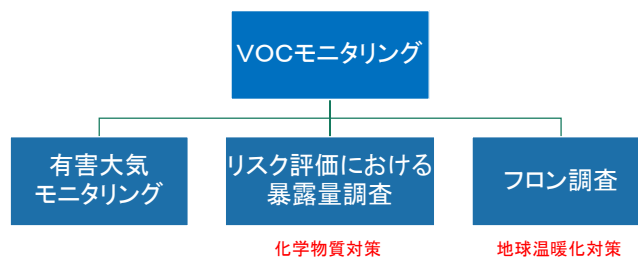 VOCモニタリング
有害大気
モニタリング
リスク評価における
暴露量調査
フロン調査
化学物質対策
地球温暖化対策